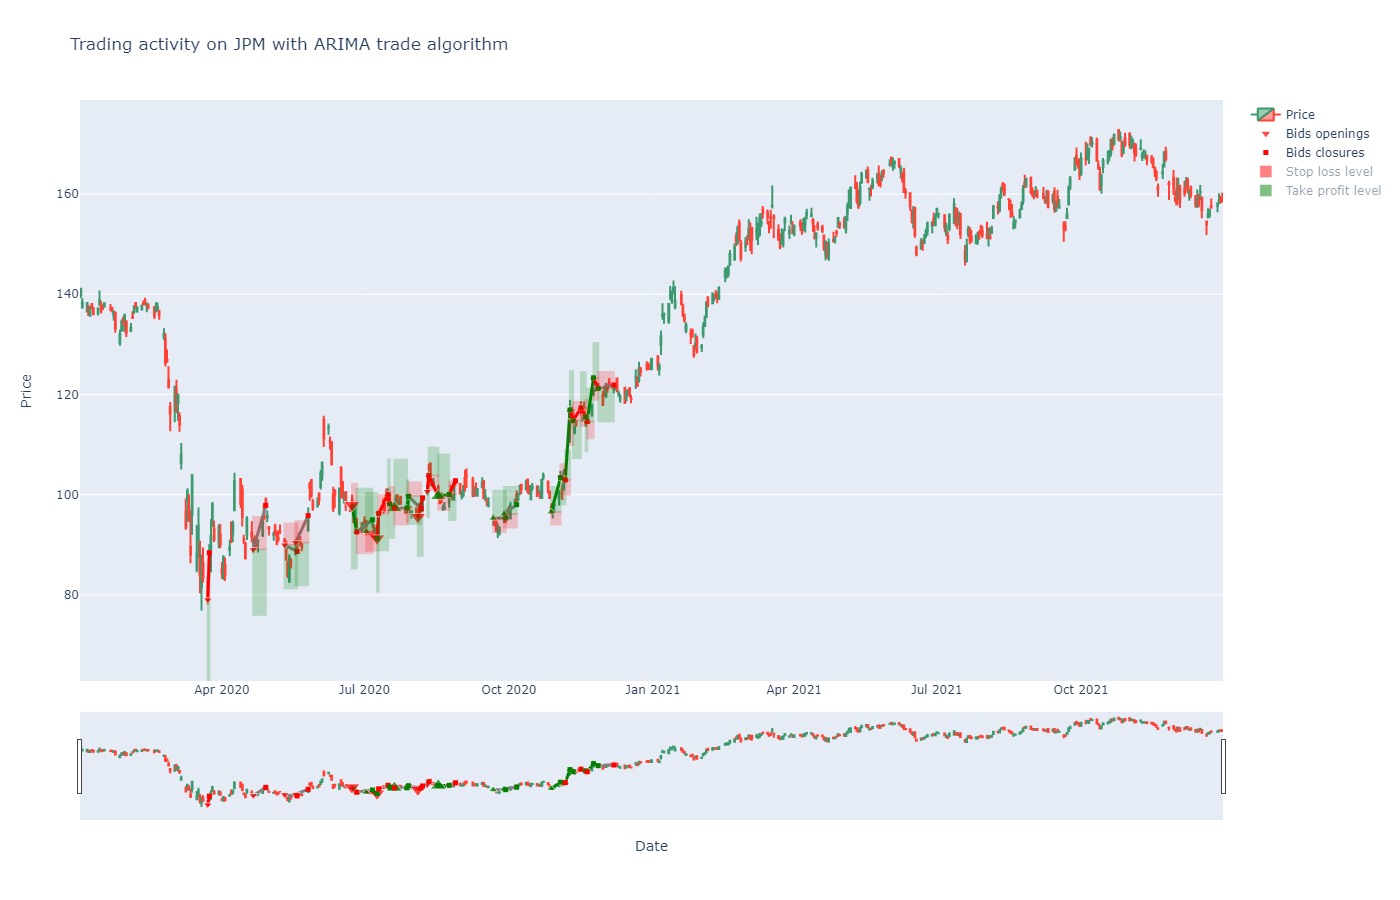 Trading activity on JPM with ARIMA trade algorithm
Price
Bids openings
Bids closures
Stop loss level
Take profit level
160
140
120
100
80
Price
Apr 2020
Jul 2020
Oct 2020
Jan 2021
Apr 2021
Jul 2021
Oct 2021
Date